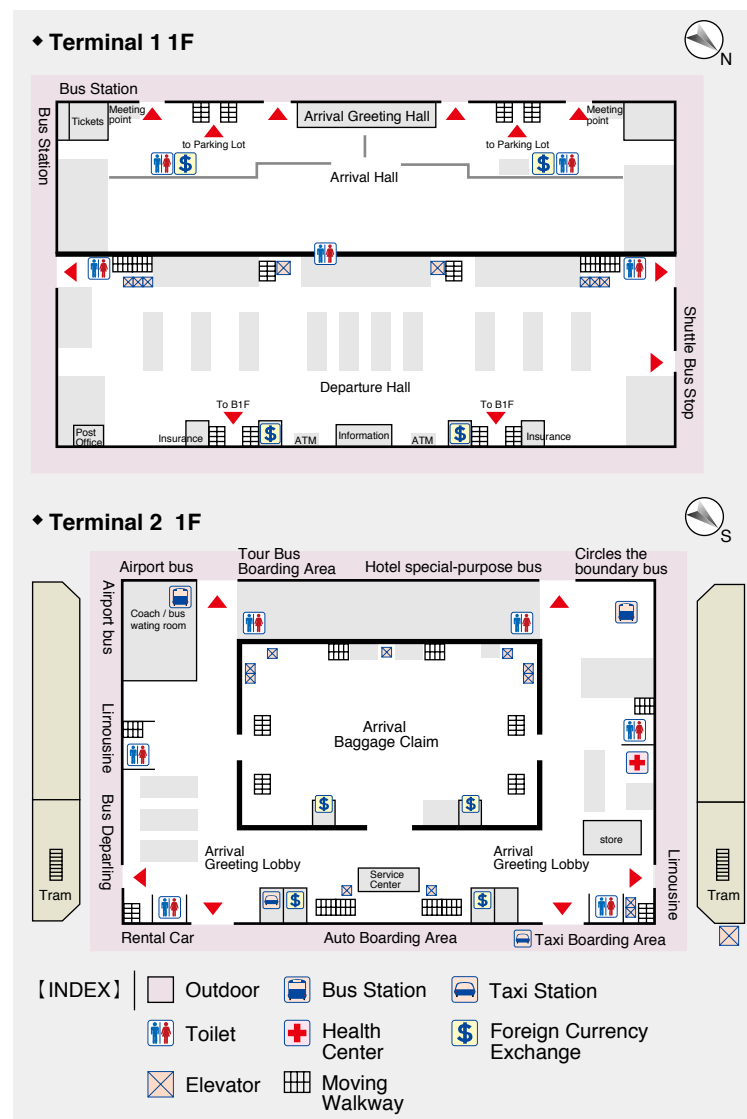 Terminal 1 1F
N
Bus Station
Bus Station
Tickets
Meeting
point
Arrival Greeting Hall
Meeting
point
to Parking Lot
to Parking Lot
$
$
Arrival Hall
Shuttle Bus Stop
Departure Hall
To B1F
To B1F
Post
Office
Insurance
$
ATM
Information
ATM
$
Insurance
Terminal 2 1F
S
Airport bus
Tour Bus
Boarding Area
Hotel special-purpose bus
Circles the
boundary bus
Airport bus
Coach / bus
wating room
Limousine
Arrival
Baggage Claim
$
$
Bus Deparling
store
Arrival
Greeting Lobby
Arrival
Greeting Lobby
Service
Center
Limousine
Tram
Tram
$
$
Rental Car
Auto Boarding Area
Taxi Boarding Area
【INDEX】
Outdoor
Bus Station
Taxi Station
Toilet
Health
Center
$
Foreign Currency
Exchange
Elevator
Moving
Walkway